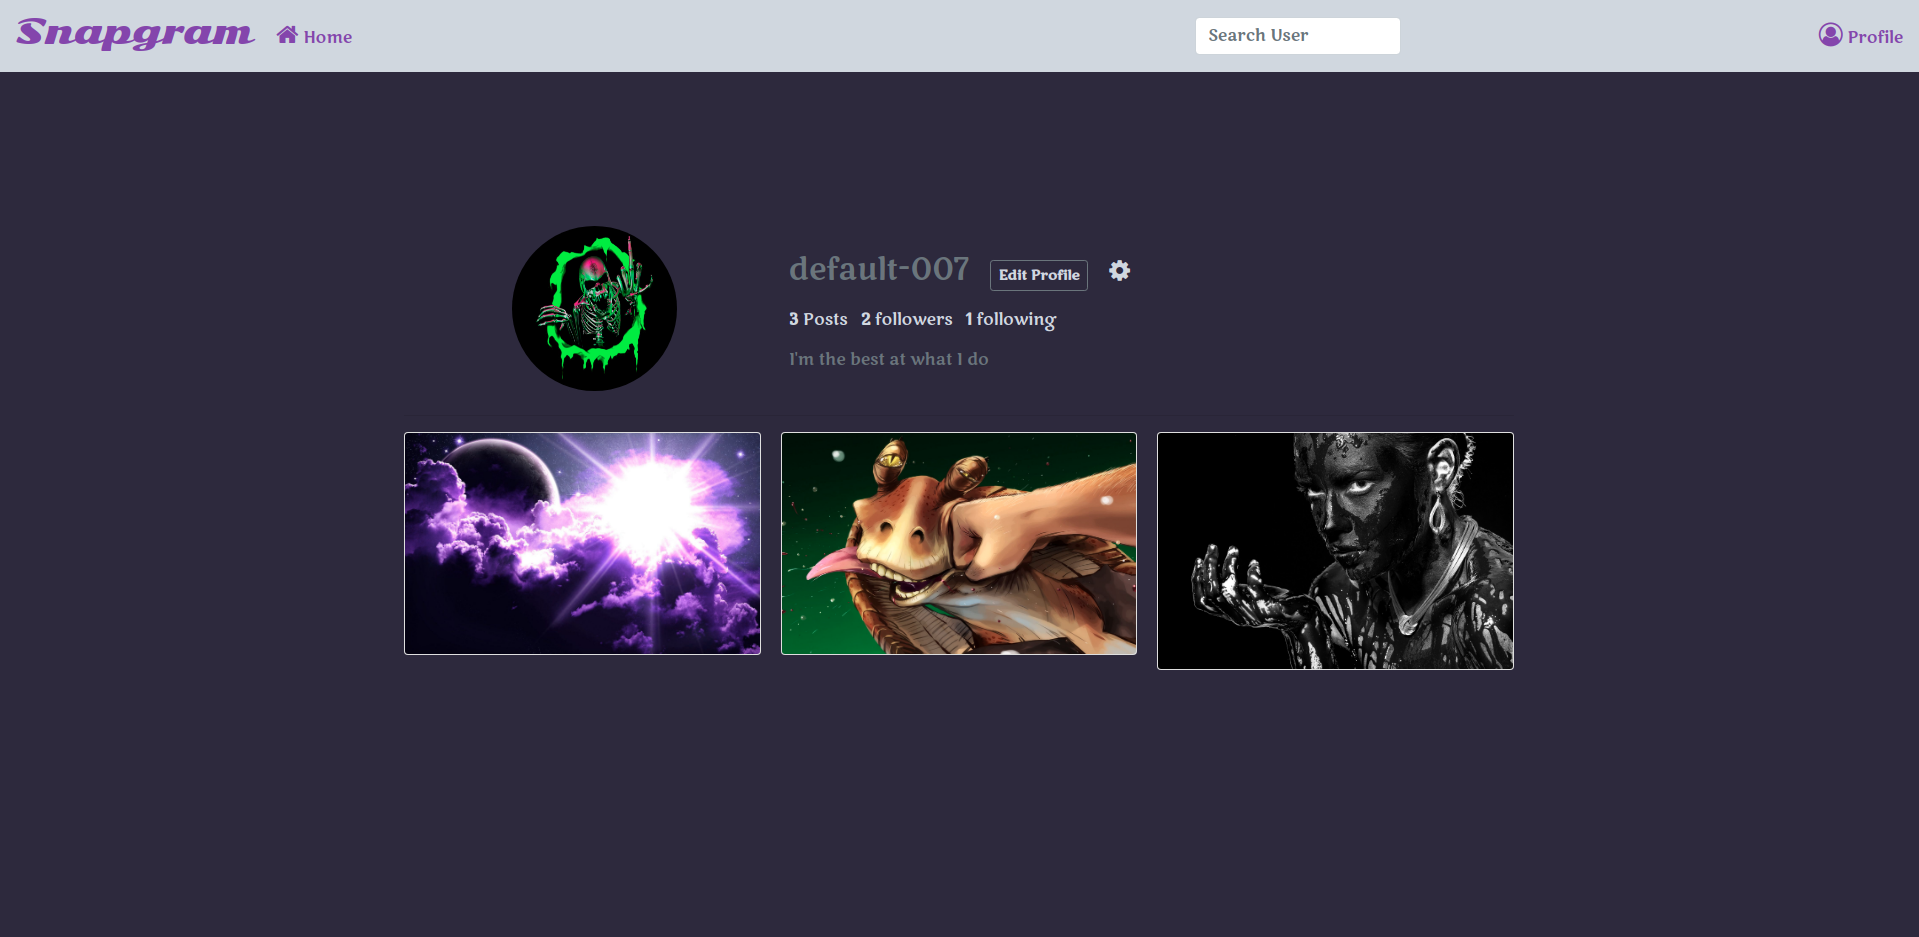 Snapgram Home Search User Profile
default-007 Edit Profile
3 Posts 2 followers 1 following
I'm the best at what I do